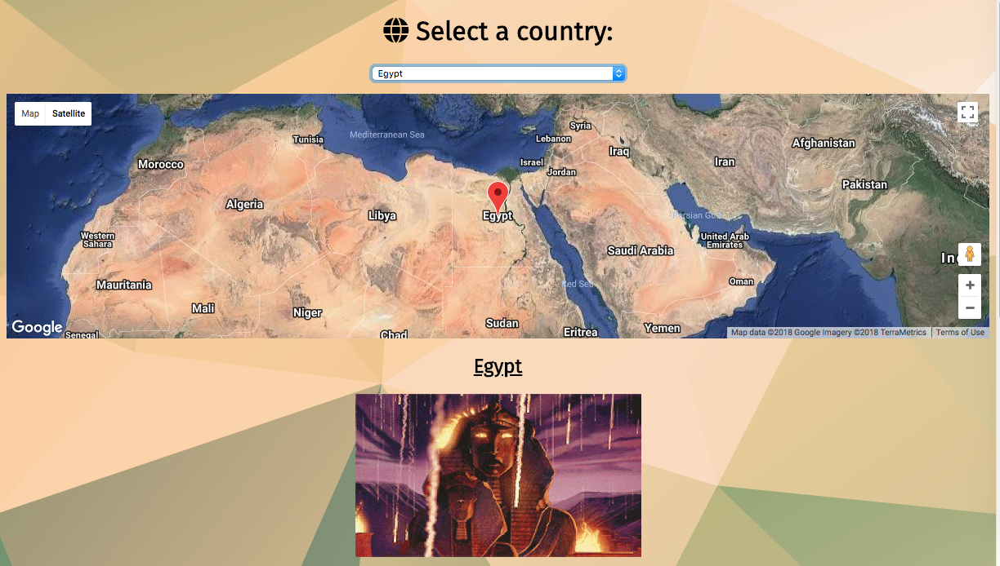 Select a country:
Egypt
Map
Satellite
Mediterranean Sea
Syria
Tunisia
Lebanon
Afghanistan
Iraq
Morocco
Israel
Iran
Jordan
Pakistan
Algeria
Libya
Egypt
Persian Gulf
Western
Sahara
United Arab
Emirates
Saudi Arabia
Mauritania
Red Sea
Oman
Mali
Niger
Sudan
Google
Senegal
Chad
Eritrea
Yemen
Map data ©2018 Google Imagery ©2018 TerraMetrics
Terms of Use
Egypt